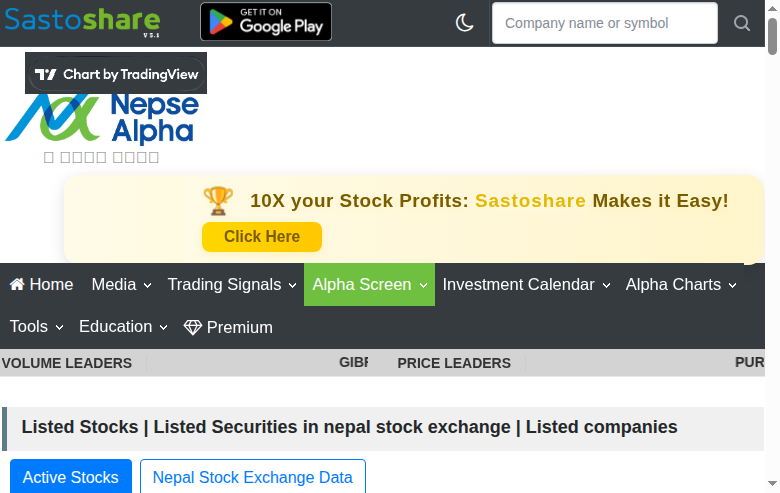 Sastoshare
V 5.1
GET IT ON
Google Play
Company name or symbol
Chart by TradingView
Nepse
Alpha
10X your Stock Profits: Sastoshare Makes it Easy!
Click Here
Home Media Trading Signals Alpha Screen Investment Calendar Alpha Charts
Tools Education Premium
VOLUME LEADERS GIBF PRICE LEADERS PUR
Listed Stocks | Listed Securities in nepal stock exchange | Listed companies
Active Stocks Nepal Stock Exchange Data